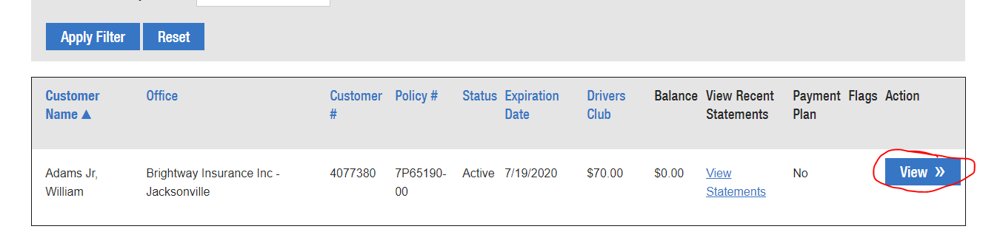 Apply Filter Reset
Customer Name ▲ Office Customer # Policy # Status Expiration Date Drivers Club Balance View Recent Statements Payment Plan Flags Action
Adams Jr, William Brightway Insurance Inc - Jacksonville 4077380 7P65190-00 Active 7/19/2020 $70.00 $0.00 View Statements No View »